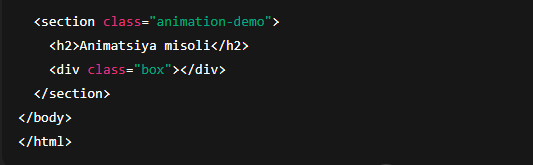 <section class="animation-demo">
<h2>Animatsiya misoli</h2>
<div class="box"></div>
</section>
</body>
</html>